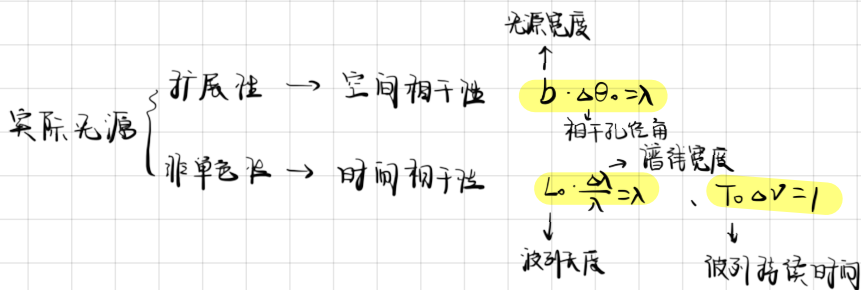 光源宽度
扩展性 → 空间相干性 b·Δθ₀=λ
实际光源 相干孔径角
谱线宽度
非单色性 → 时间相干性 L₀·Δλ/λ=λ 、T₀Δν=1
波列长度 波列持续时间